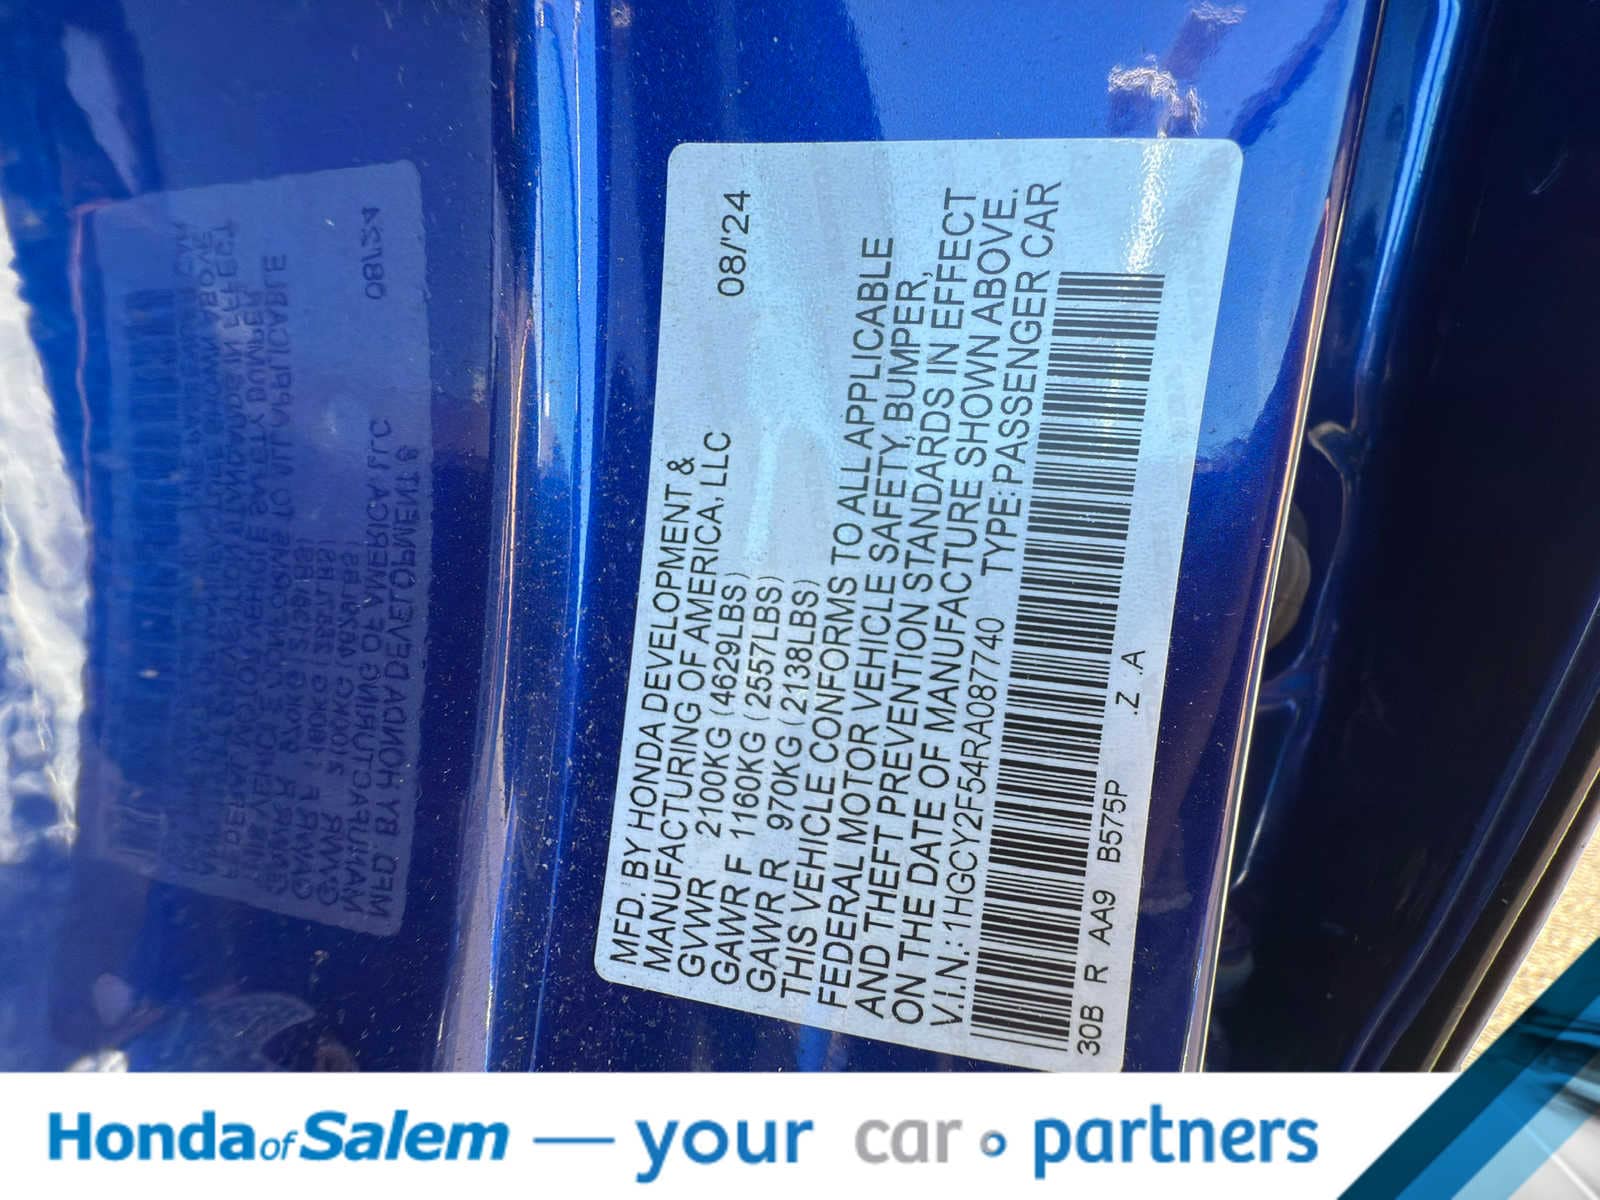 MFD. BY HONDA DEVELOPMENT &
MANUFACTURING OF AMERICA, LLC 08/'24
GVWR 2100KG (4629LBS)
GAWR F 1160KG (2557LBS)
GAWR R 970KG (2138LBS)
THIS VEHICLE CONFORMS TO ALL APPLICABLE
FEDERAL MOTOR VEHICLE SAFETY, BUMPER,
AND THEFT PREVENTION STANDARDS IN EFFECT
ON THE DATE OF MANUFACTURE SHOWN ABOVE.
V.I.N.: 1HGCY2F54RA087740 TYPE: PASSENGER CAR
30B R AA9 B575P .Z .A
Honda of Salem — your car partners